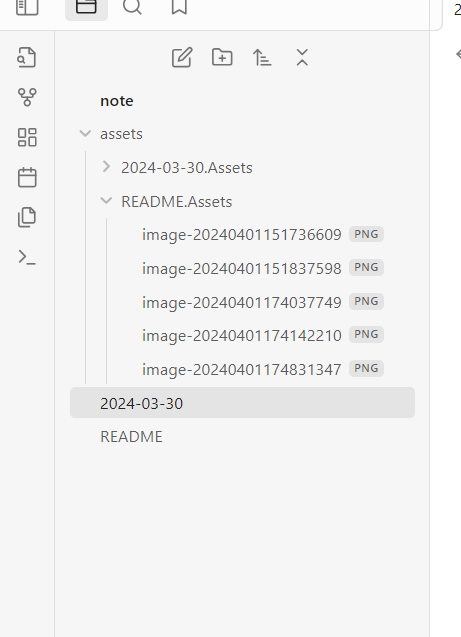 2
note
assets
2024-03-30.Assets
README.Assets
image-20240401151736609 PNG
image-20240401151837598 PNG
image-20240401174037749 PNG
image-20240401174142210 PNG
image-20240401174831347 PNG
2024-03-30
README